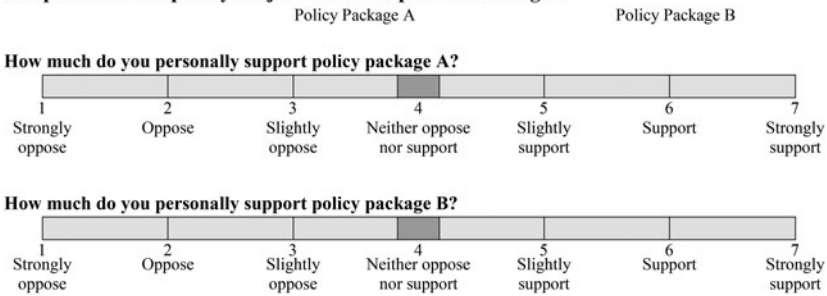 Policy Package A Policy Package B
How much do you personally support policy package A?
1 2 3 4 5 6 7
Strongly oppose Oppose Slightly oppose Neither oppose nor support Slightly support Support Strongly support
How much do you personally support policy package B?
1 2 3 4 5 6 7
Strongly oppose Oppose Slightly oppose Neither oppose nor support Slightly support Support Strongly support